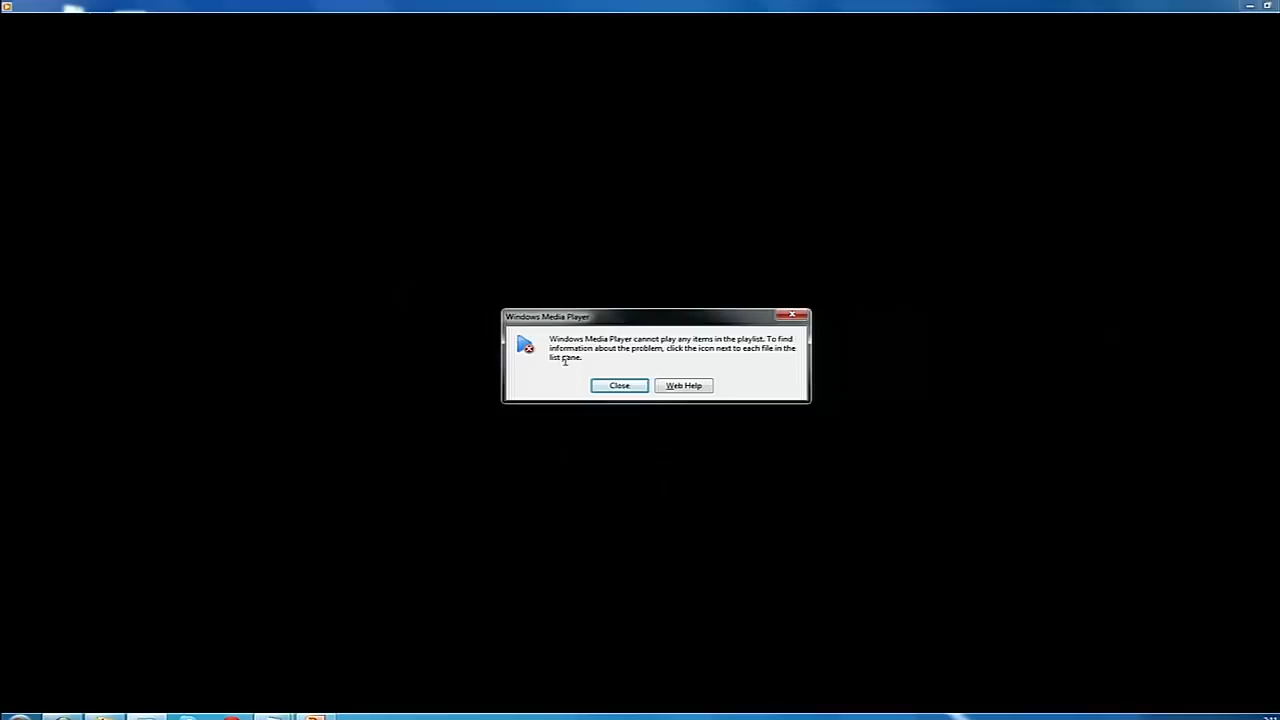 Windows Media Player
Windows Media Player cannot play any items in the playlist. To find
information about the problem, click the icon next to each file in the
list pane.
Close
Web Help